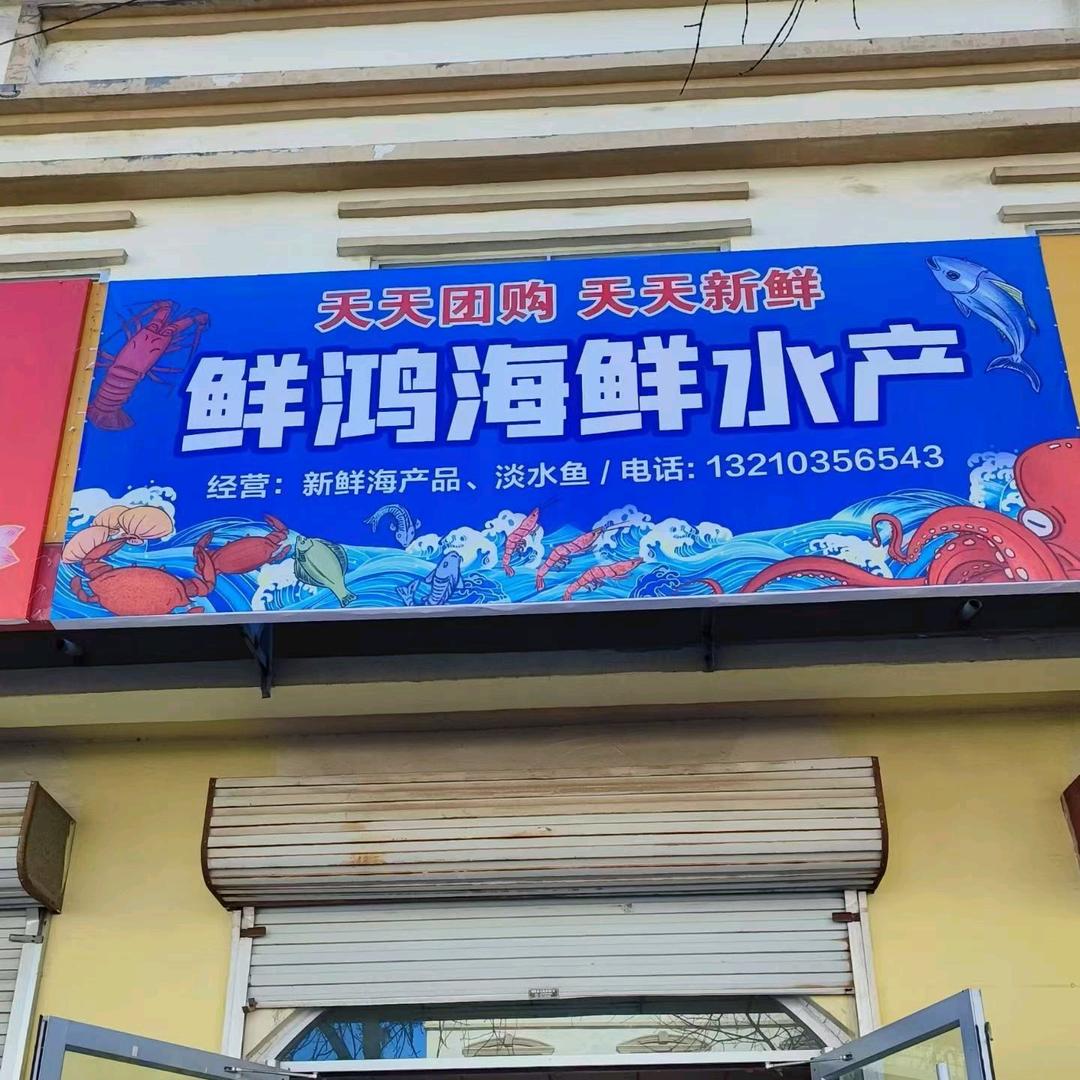 天天团购 天天新鲜
鲜鸿海鲜水产
经营：新鲜海产品、淡水鱼 / 电话: 13210356543